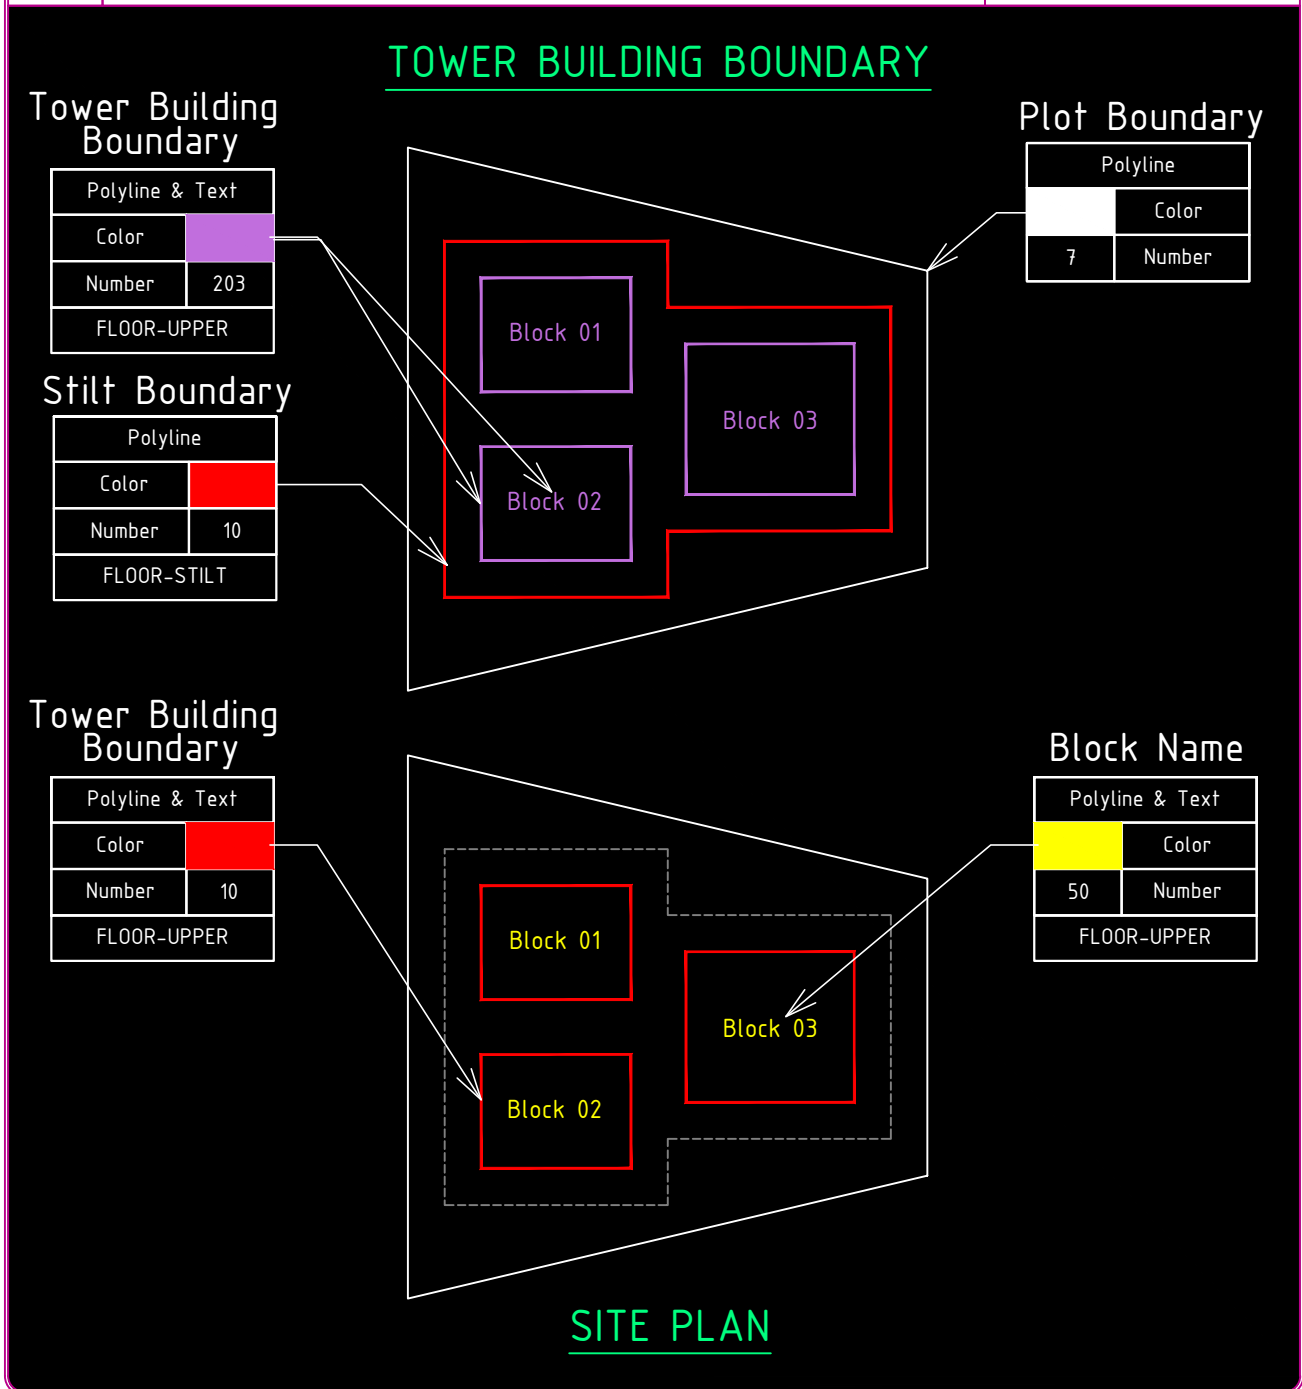 TOWER BUILDING BOUNDARY
Tower Building
Boundary
Polyline & Text
Color
Number 203
FLOOR-UPPER
Plot Boundary
Polyline
Color
7 Number
Stilt Boundary
Polyline
Color
Number 10
FLOOR-STILT
Block 01
Block 03
Block 02
Tower Building
Boundary
Polyline & Text
Color
Number 10
FLOOR-UPPER
Block Name
Polyline & Text
Color
50 Number
FLOOR-UPPER
Block 01
Block 03
Block 02
SITE PLAN